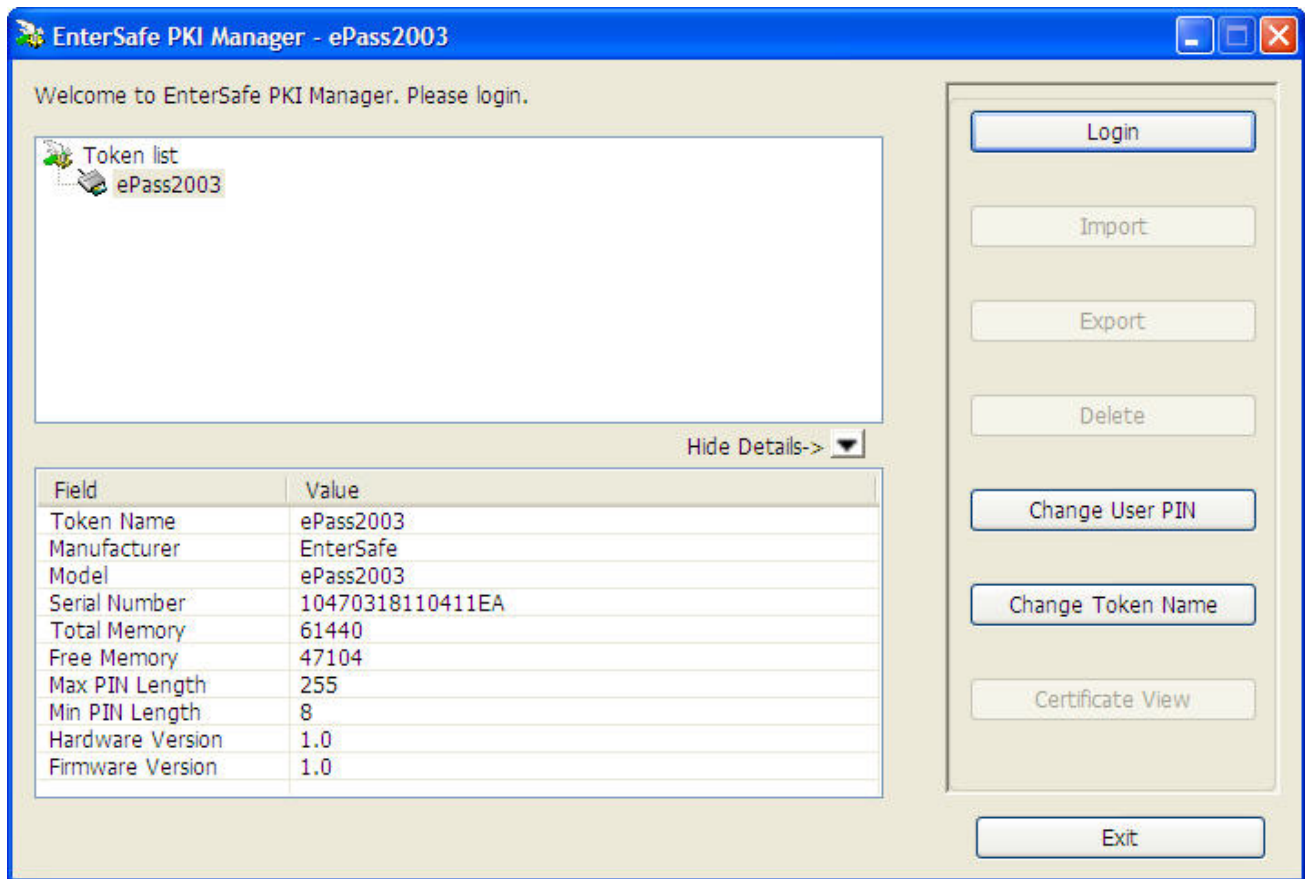 EnterSafe PKI Manager - ePass2003
Welcome to EnterSafe PKI Manager. Please login.
Token list
ePass2003
Hide Details->
Field Value
Token Name ePass2003
Manufacturer EnterSafe
Model ePass2003
Serial Number 10470318110411EA
Total Memory 61440
Free Memory 47104
Max PIN Length 255
Min PIN Length 8
Hardware Version 1.0
Firmware Version 1.0
Login
Import
Export
Delete
Change User PIN
Change Token Name
Certificate View
Exit